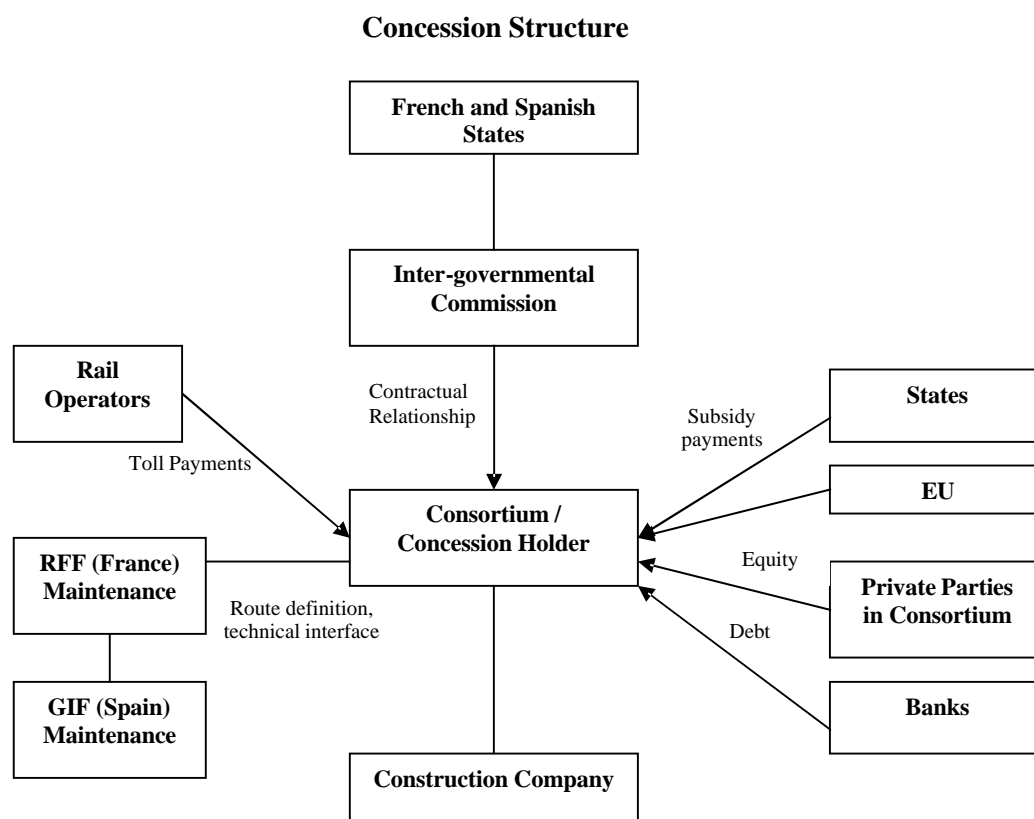 Concession Structure
French and Spanish
States
Inter-governmental
Commission
Rail
Operators
Contractual
Relationship
States
Subsidy
payments
Toll Payments
EU
Consortium /
Concession Holder
RFF (France)
Maintenance
Equity
Private Parties
in Consortium
Route definition,
technical interface
Debt
GIF (Spain)
Maintenance
Banks
Construction Company